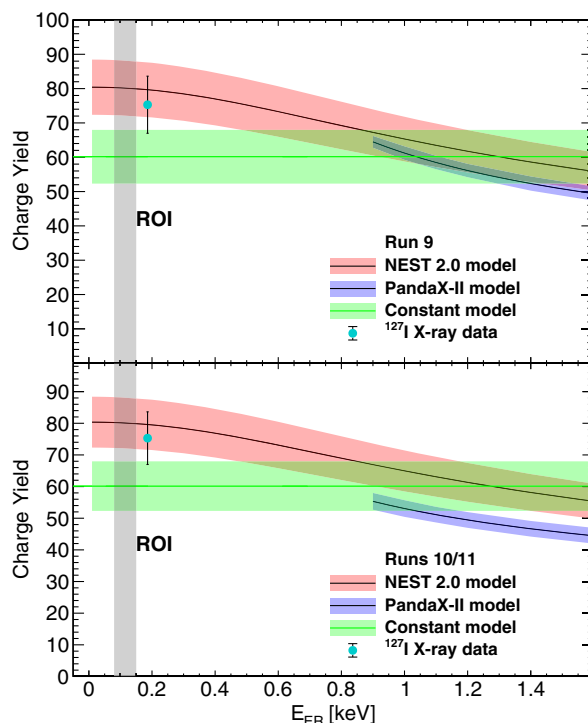 100
90
80
70
60
50
40
30
20
10
Charge Yield
ROI
Run 9
NEST 2.0 model
PandaX-II model
Constant model
127I X-ray data
90
80
70
60
50
40
30
20
10
0
Charge Yield
ROI
Runs 10/11
NEST 2.0 model
PandaX-II model
Constant model
127I X-ray data
0 0.2 0.4 0.6 0.8 1 1.2 1.4
EER [keV]